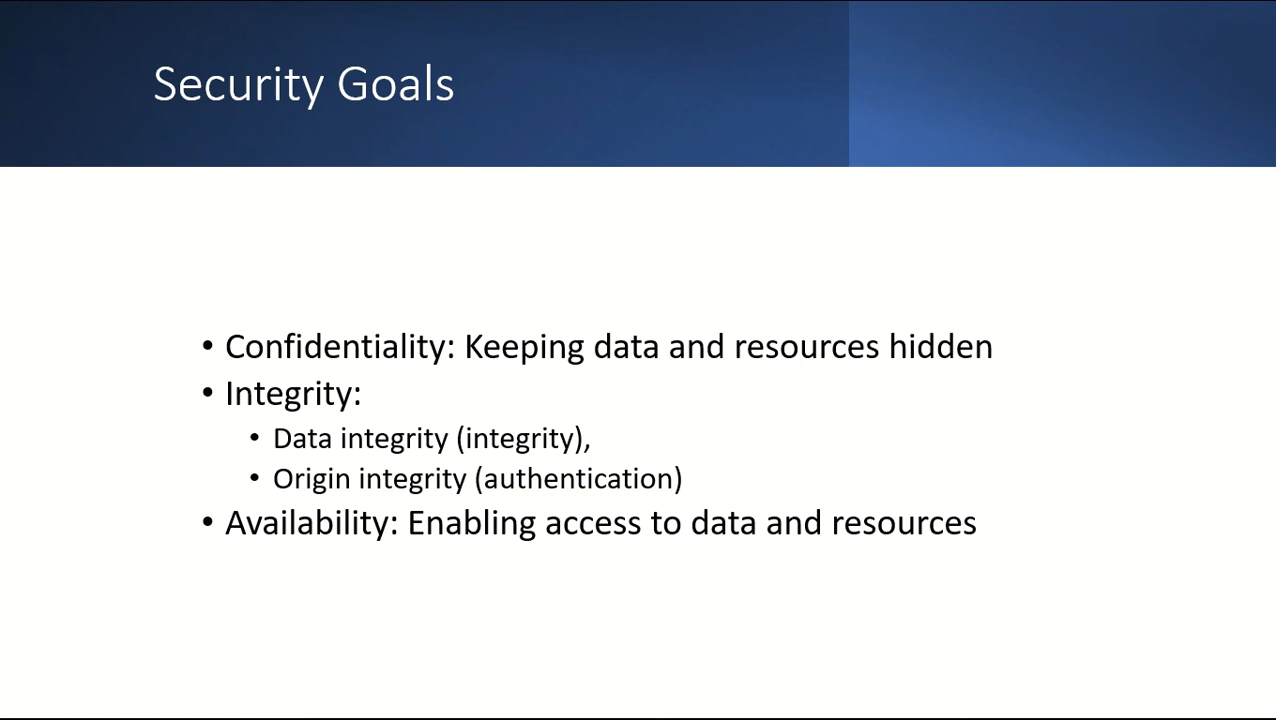 Security Goals
• Confidentiality: Keeping data and resources hidden
• Integrity:
• Data integrity (integrity),
• Origin integrity (authentication)
• Availability: Enabling access to data and resources